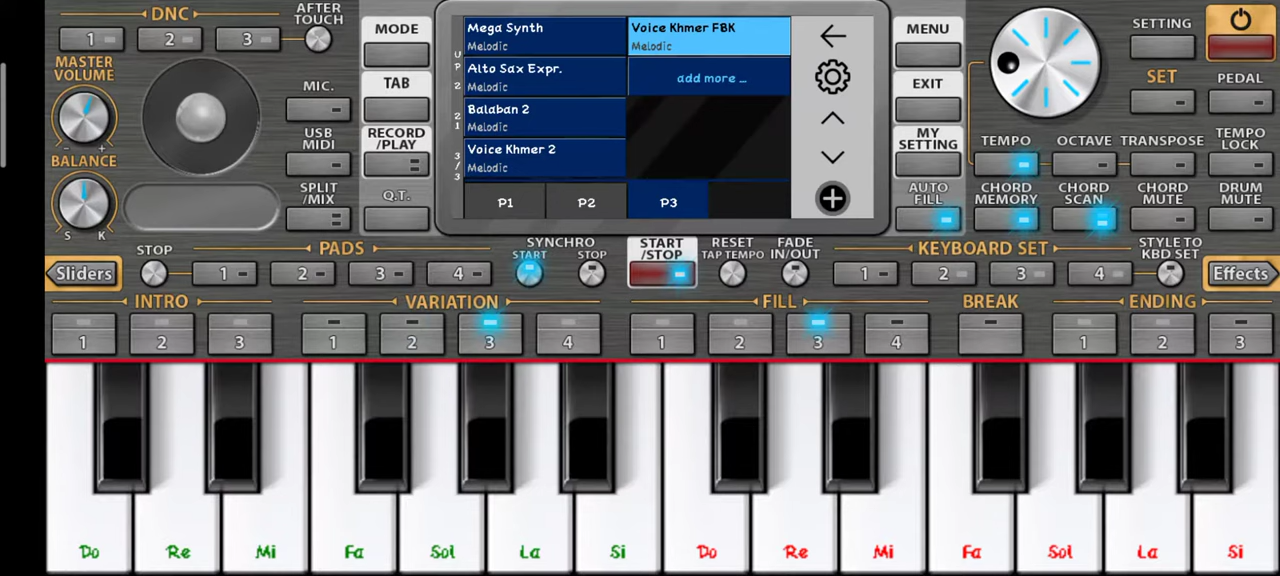 DNC
AFTER
TOUCH
1
2
3
MASTER
VOLUME
- +
BALANCE
S K
MIC.
USB
MIDI
SPLIT
/MIX
MODE
TAB
RECORD
/PLAY
Q.T.
U
P
2
2
1
3
/
3
Mega Synth
Melodic
Alto Sax Expr.
Melodic
Balaban 2
Melodic
Voice Khmer 2
Melodic
Voice Khmer FBK
Melodic
add more ...
P1
P2
P3
MENU
EXIT
MY
SETTING
AUTO
FILL
SETTING
SET
PEDAL
TEMPO
OCTAVE
TRANSPOSE
TEMPO
LOCK
CHORD
MEMORY
CHORD
SCAN
CHORD
MUTE
DRUM
MUTE
Sliders
STOP
PADS
1
2
3
4
SYNCHRO
START
STOP
START
/STOP
RESET
TAP TEMPO
FADE
IN/OUT
KEYBOARD SET
1
2
3
4
STYLE TO
KBD SET
Effects
INTRO
1
2
3
VARIATION
1
2
3
4
FILL
1
2
3
4
BREAK
ENDING
1
2
3
Do
Re
Mi
Fa
Sol
La
Si
Do
Re
Mi
Fa
Sol
La
Si